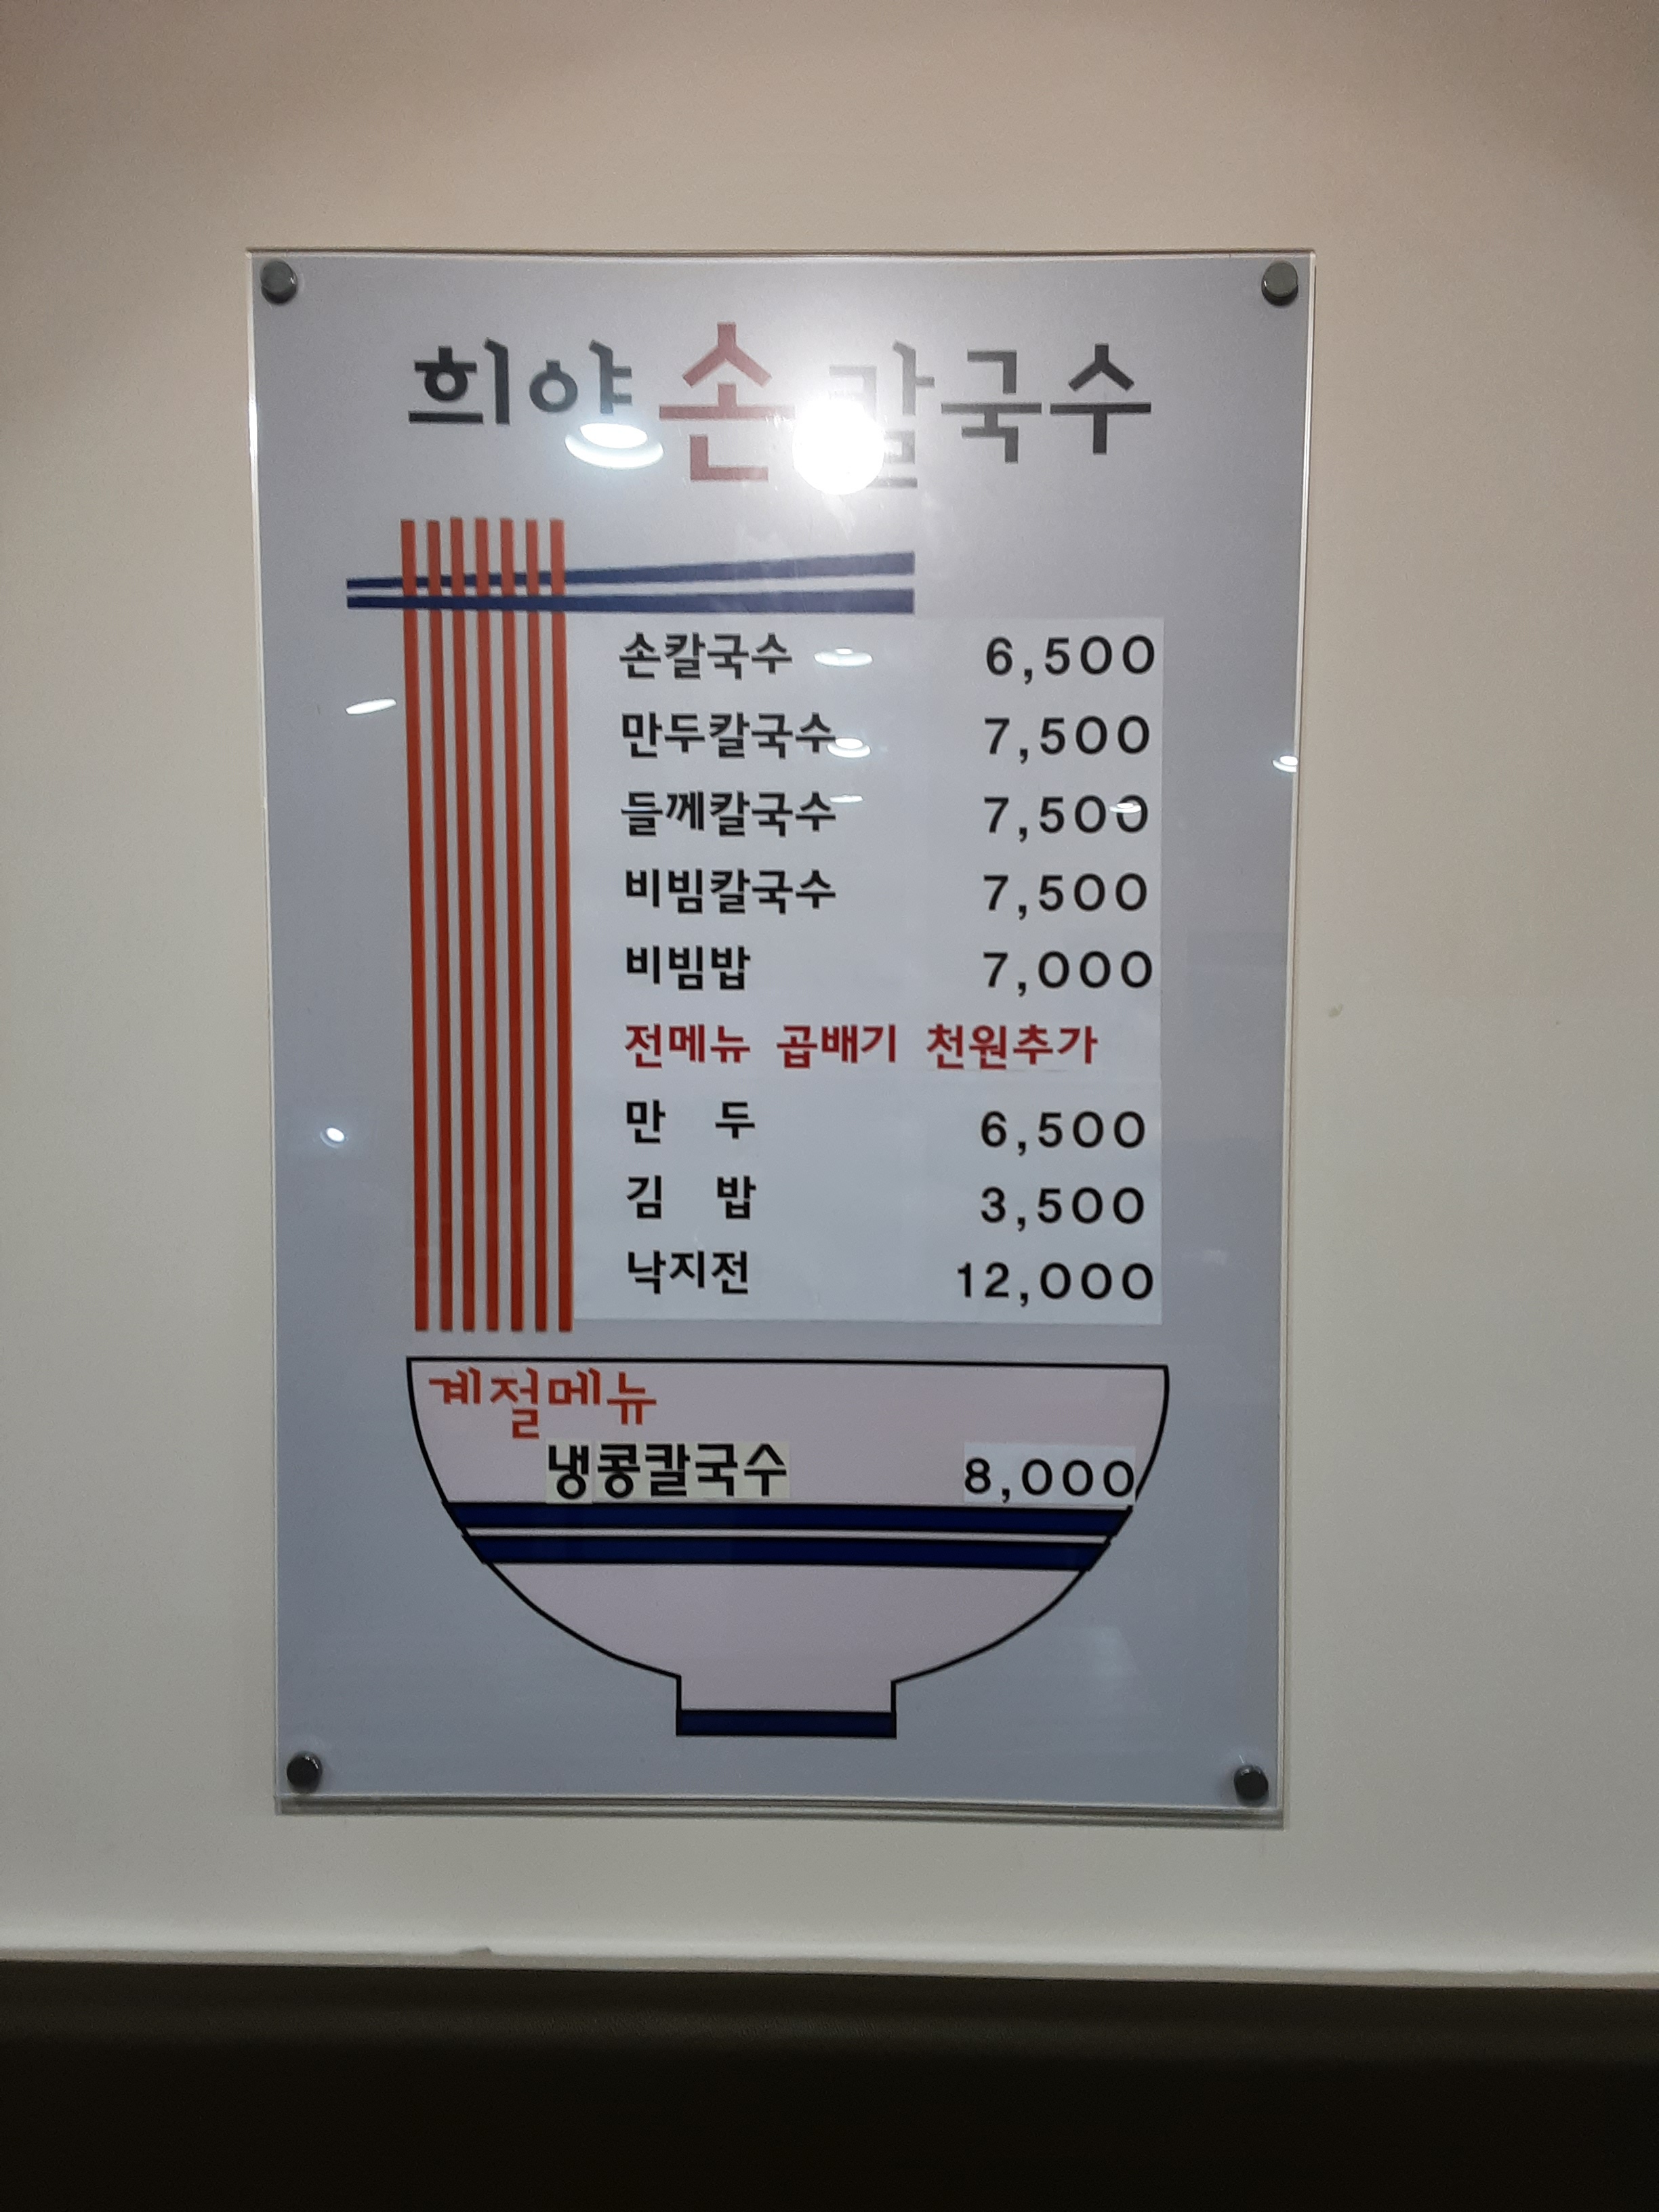 희야손칼국수
손칼국수 6,500
만두칼국수 7,500
들깨칼국수 7,500
비빔칼국수 7,500
비빔밥 7,000
전메뉴 곱배기 천원추가
만 두 6,500
김 밥 3,500
낙지전 12,000
계절메뉴
냉콩칼국수 8,000